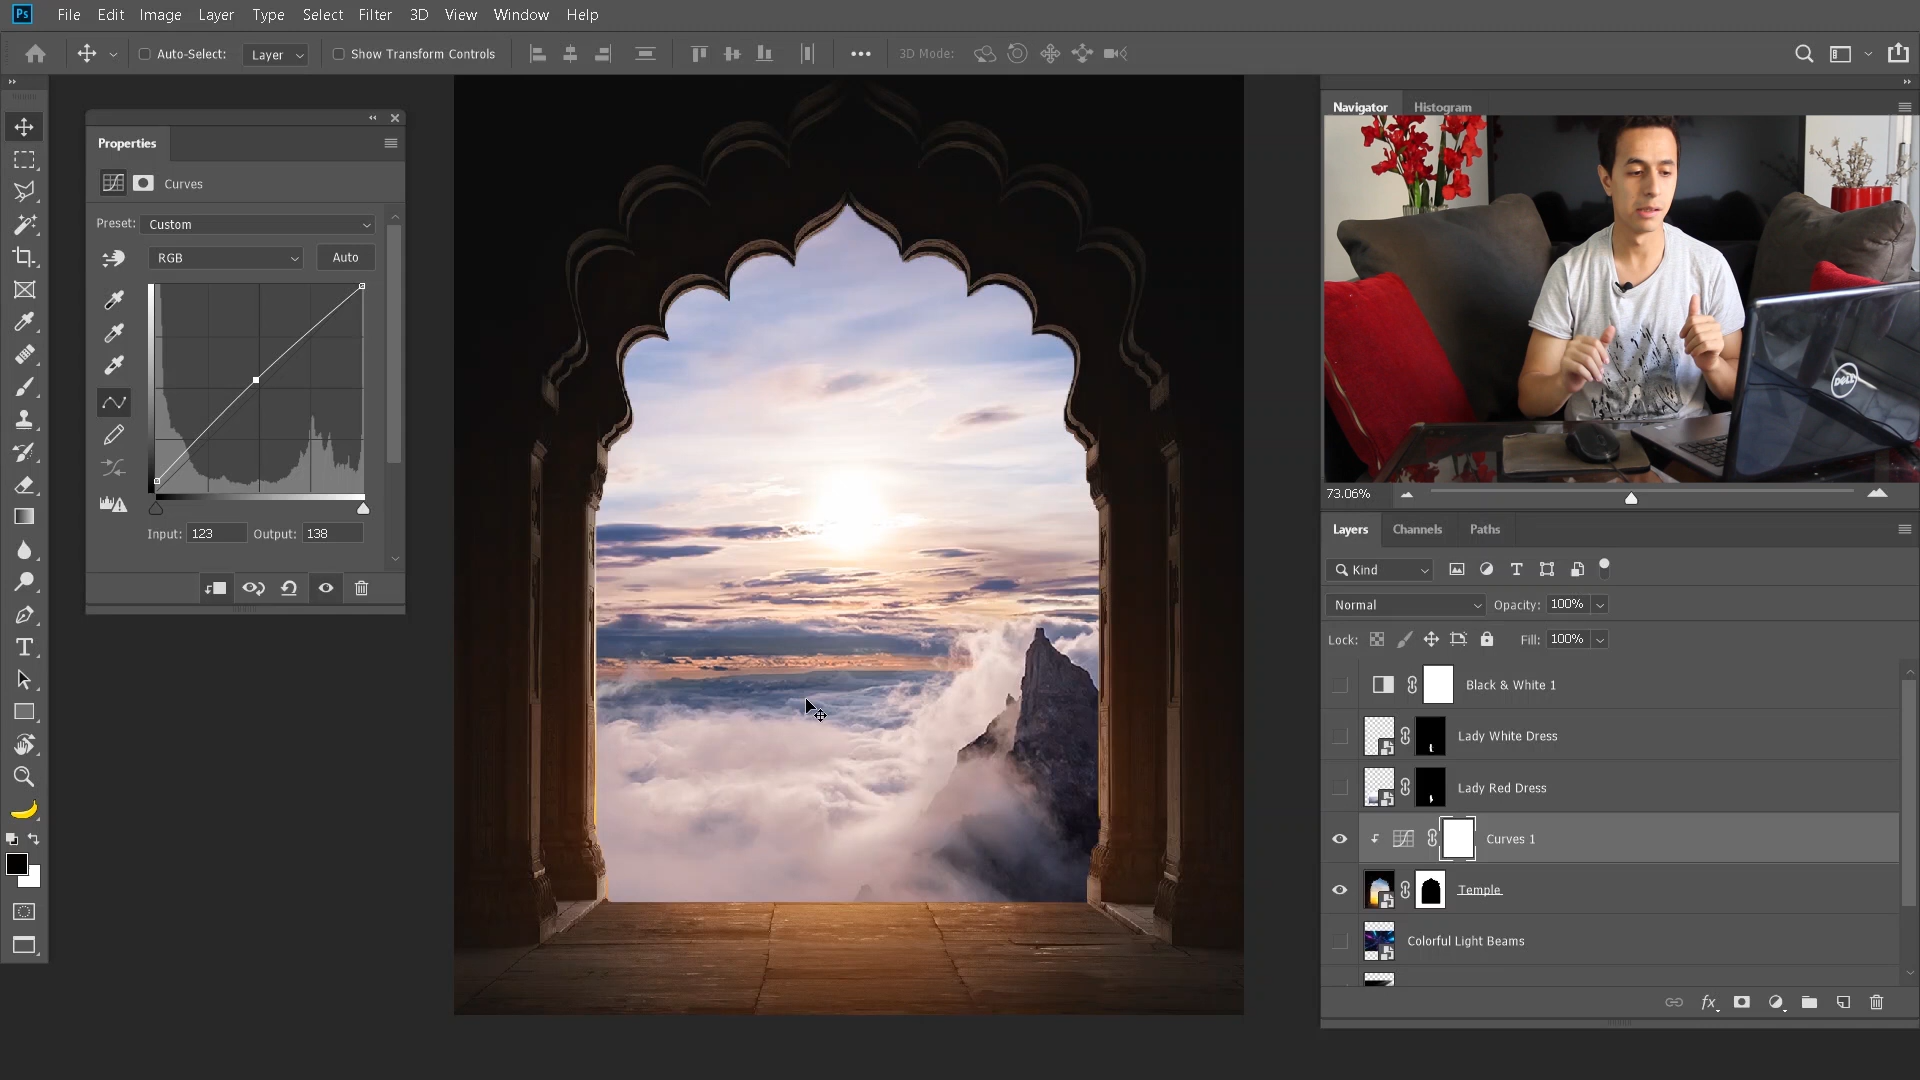 Ps File Edit Image Layer Type Select Filter 3D View Window Help
Auto-Select: Layer Show Transform Controls 3D Mode:
Properties
Curves
Preset: Custom
RGB Auto
Input: 123 Output: 138
Navigator Histogram
DELL
73.06%
Layers Channels Paths
Kind
Normal Opacity: 100%
Lock: Fill: 100%
Black & White 1
Lady White Dress
Lady Red Dress
Curves 1
Temple
Colorful Light Beams
fx